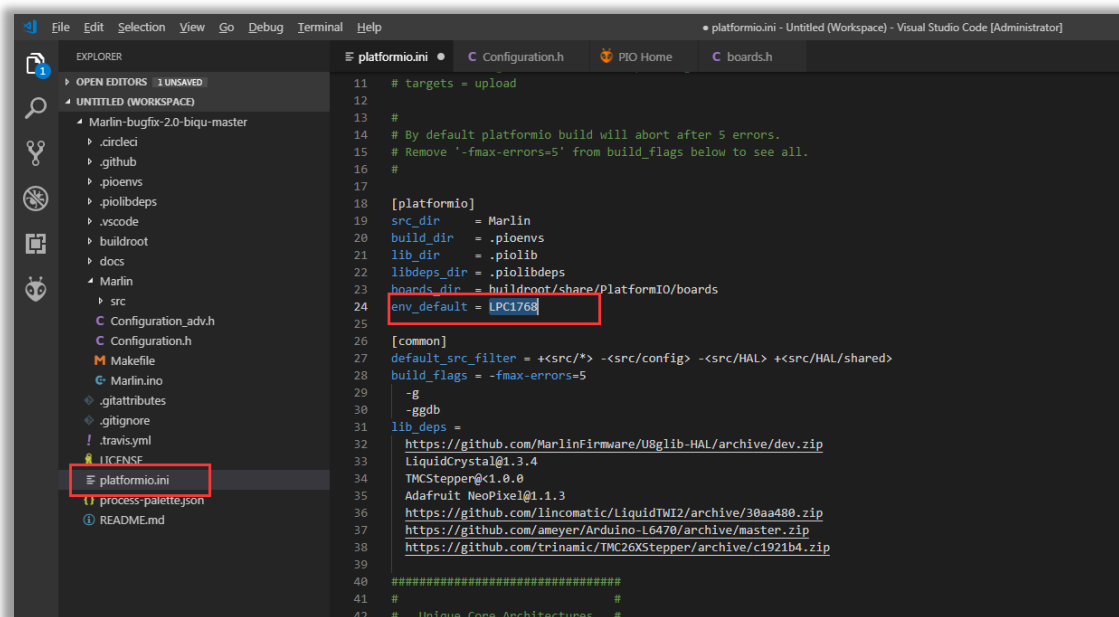 File Edit Selection View Go Debug Terminal Help
● platformio.ini - Untitled (Workspace) - Visual Studio Code [Administrator]
EXPLORER
OPEN EDITORS 1 UNSAVED
UNTITLED (WORKSPACE)
Marlin-bugfix-2.0-biqu-master
.circleci
.github
.pioenvs
.piolibdeps
.vscode
buildroot
docs
Marlin
src
C Configuration_adv.h
C Configuration.h
M Makefile
Marlin.ino
.gitattributes
.gitignore
! .travis.yml
LICENSE
platformio.ini
{} process-palette.json
README.md
1
platformio.ini ●
C Configuration.h
PIO Home
C boards.h
11 # targets = upload
12
13 #
14 # By default platformio build will abort after 5 errors.
15 # Remove '-fmax-errors=5' from build_flags below to see all.
16 #
17
18 [platformio]
19 src_dir = Marlin
20 build_dir = .pioenvs
21 lib_dir = .piolib
22 libdeps_dir = .piolibdeps
23 boards_dir = buildroot/share/PlatformIO/boards
24 env_default = LPC1768
25
26 [common]
27 default_src_filter = +<src/*> -<src/config> -<src/HAL> +<src/HAL/shared>
28 build_flags = -fmax-errors=5
29 -g
30 -ggdb
31 lib_deps =
32 https://github.com/MarlinFirmware/U8glib-HAL/archive/dev.zip
33 LiquidCrystal@1.3.4
34 TMCStepper@<1.0.0
35 Adafruit NeoPixel@1.1.3
36 https://github.com/lincomatic/LiquidTWI2/archive/30aa480.zip
37 https://github.com/ameyer/Arduino-L6470/archive/master.zip
38 https://github.com/trinamic/TMC26XStepper/archive/c1921b4.zip
39
40 #################################
41 # #
42 # Unique Core Architectures #